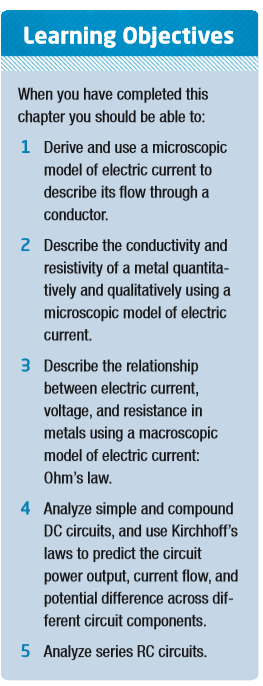 Learning Objectives
When you have completed this
chapter you should be able to:
1 Derive and use a microscopic
model of electric current to
describe its flow through a
conductor.
2 Describe the conductivity and
resistivity of a metal quantita-
tively and qualitatively using a
microscopic model of electric
current.
3 Describe the relationship
between electric current,
voltage, and resistance in
metals using a macroscopic
model of electric current:
Ohm's law.
4 Analyze simple and compound
DC circuits, and use Kirchhoff's
laws to predict the circuit
power output, current flow, and
potential difference across dif-
ferent circuit components.
5 Analyze series RC circuits.